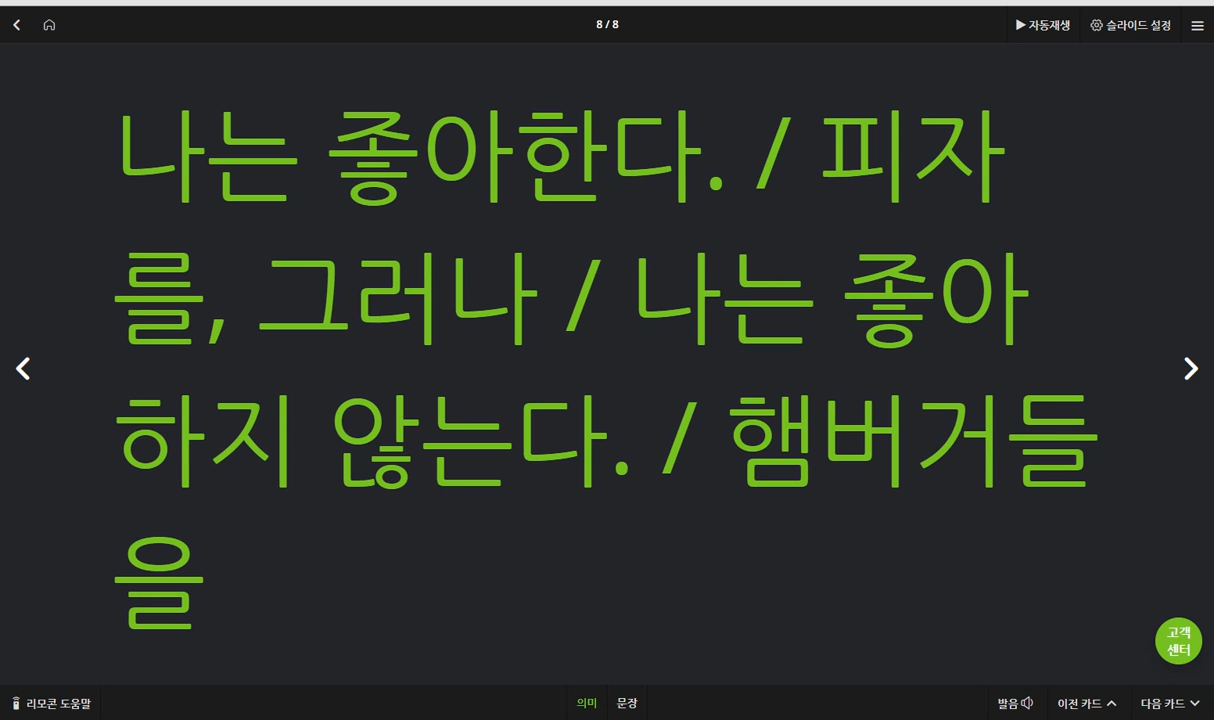 8 / 8
자동재생
슬라이드 설정
나는 좋아한다. / 피자
를, 그러나 / 나는 좋아
하지 않는다. / 햄버거들
을
고객
센터
리모콘 도움말
의미
문장
발음
이전 카드
다음 카드